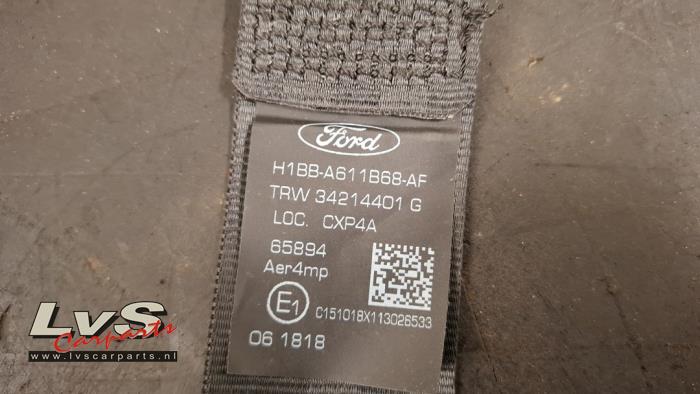 Ford
H1BB-A611B68-AF
TRW 34214401 G
LOC. CXP4A
65894
Aer4mp
E1
C151018X113026533
06 1818
LvS
Carparts
www.lvscarparts.nl